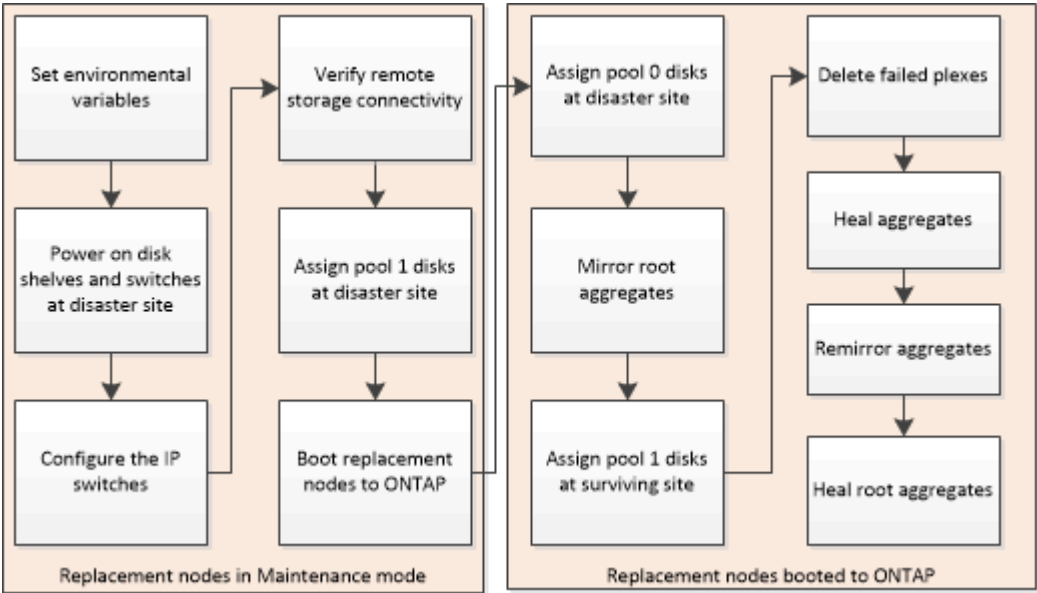 Set environmental
variables
Power on disk
shelves and switches
at disaster site
Configure the IP
switches
Verify remote
storage connectivity
Assign pool 1 disks
at disaster site
Boot replacement
nodes to ONTAP
Replacement nodes in Maintenance mode
Assign pool 0 disks
at disaster site
Mirror root
aggregates
Assign pool 1 disks
at surviving site
Delete failed plexes
Heal aggregates
Remirror aggregates
Heal root aggregates
Replacement nodes booted to ONTAP